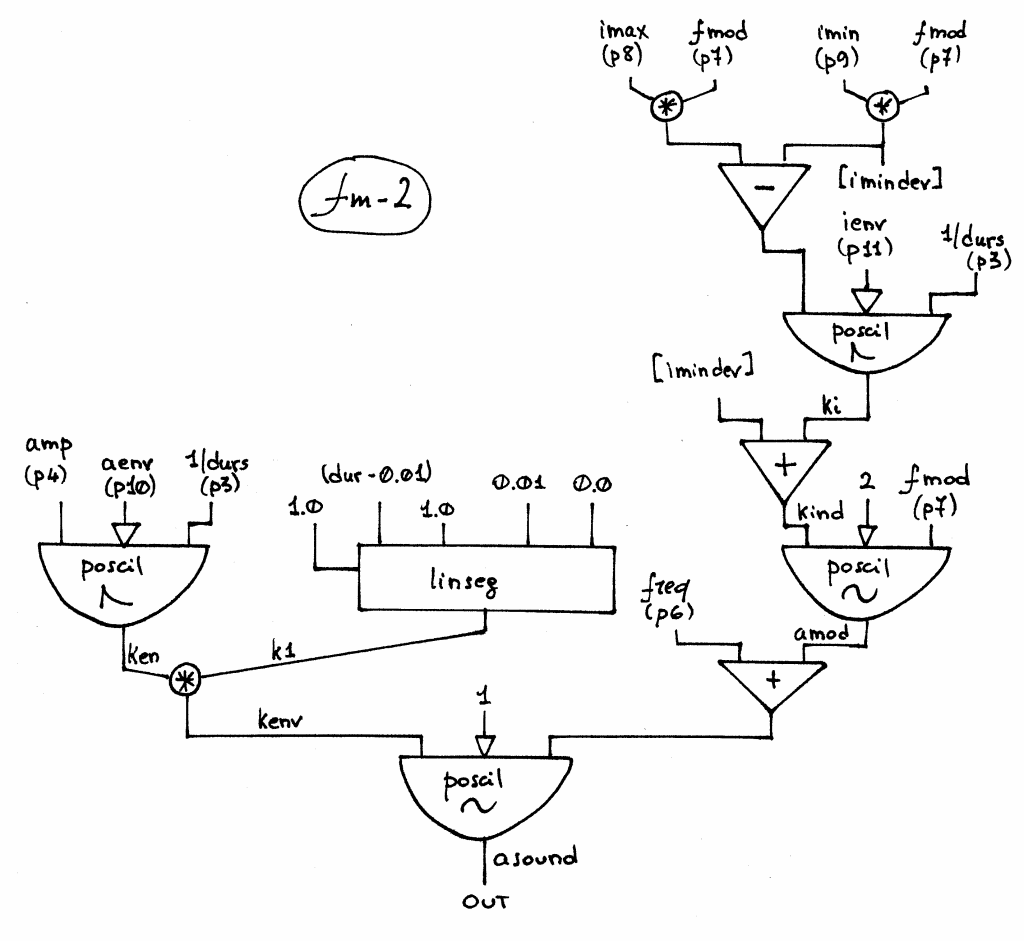 imax fmod imin fmod
(p8) (p7) (p9) (p7)
* *
fm-2
- [imindev]
ienv 1/durs
(p11) (p3)
poscil
[imindev]
ki
+
amp aenv 1/durs
(p4) (p10) (p3)
(dur-0.01) 0.01 0.0
1.0 1.0
2 fmod
(p7)
kind
poscil linseg poscil
freq
(p6)
amod
ken k1
* +
1
kenv
poscil
asound
OUT